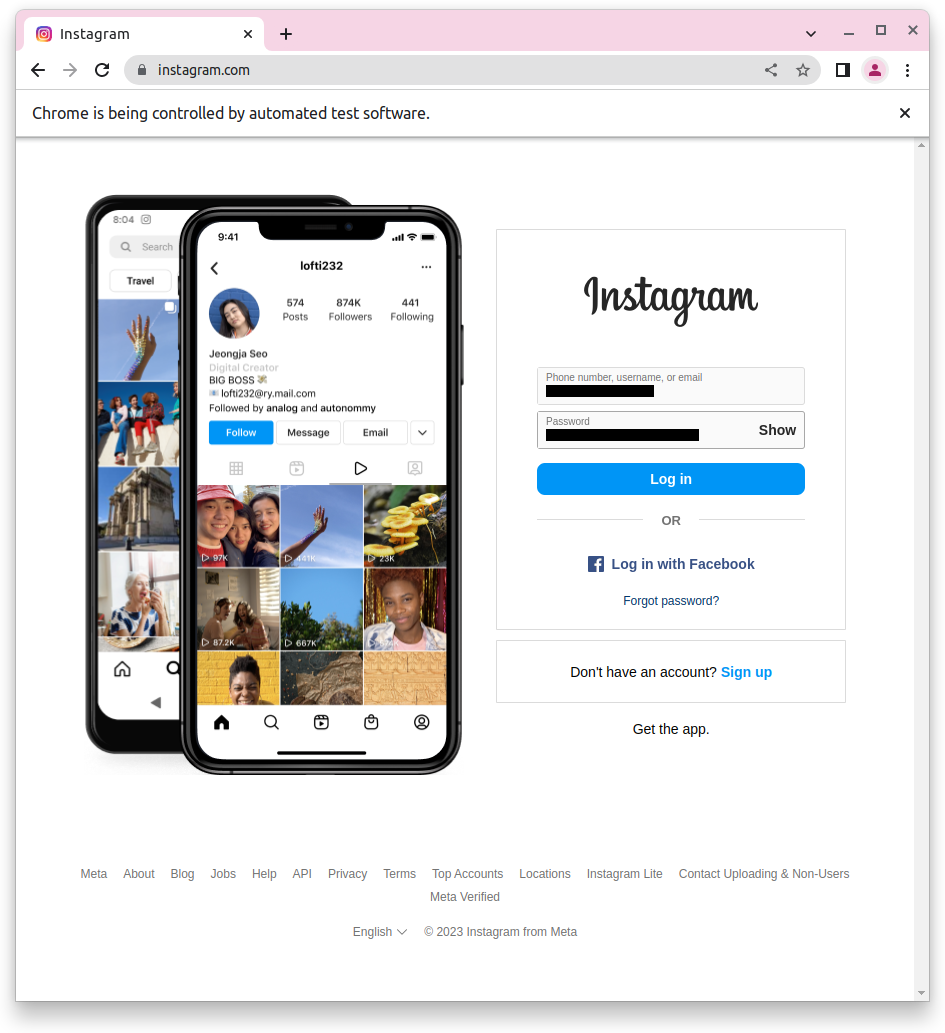 Instagram
instagram.com
Chrome is being controlled by automated test software.
8:04
Search
Travel
9:41
lofti232
574 874K 441
Posts Followers Following
Jeongja Seo
Digital Creator
BIG BOSS
lofti232@ry.mail.com
Followed by analog and autonommy
Follow Message Email
97K 441K 23K
87.2K 667K
Instagram
Phone number, username, or email
Password
Show
Log in
OR
Log in with Facebook
Forgot password?
Don't have an account? Sign up
Get the app.
Meta About Blog Jobs Help API Privacy Terms Top Accounts Locations Instagram Lite Contact Uploading & Non-Users
Meta Verified
English © 2023 Instagram from Meta